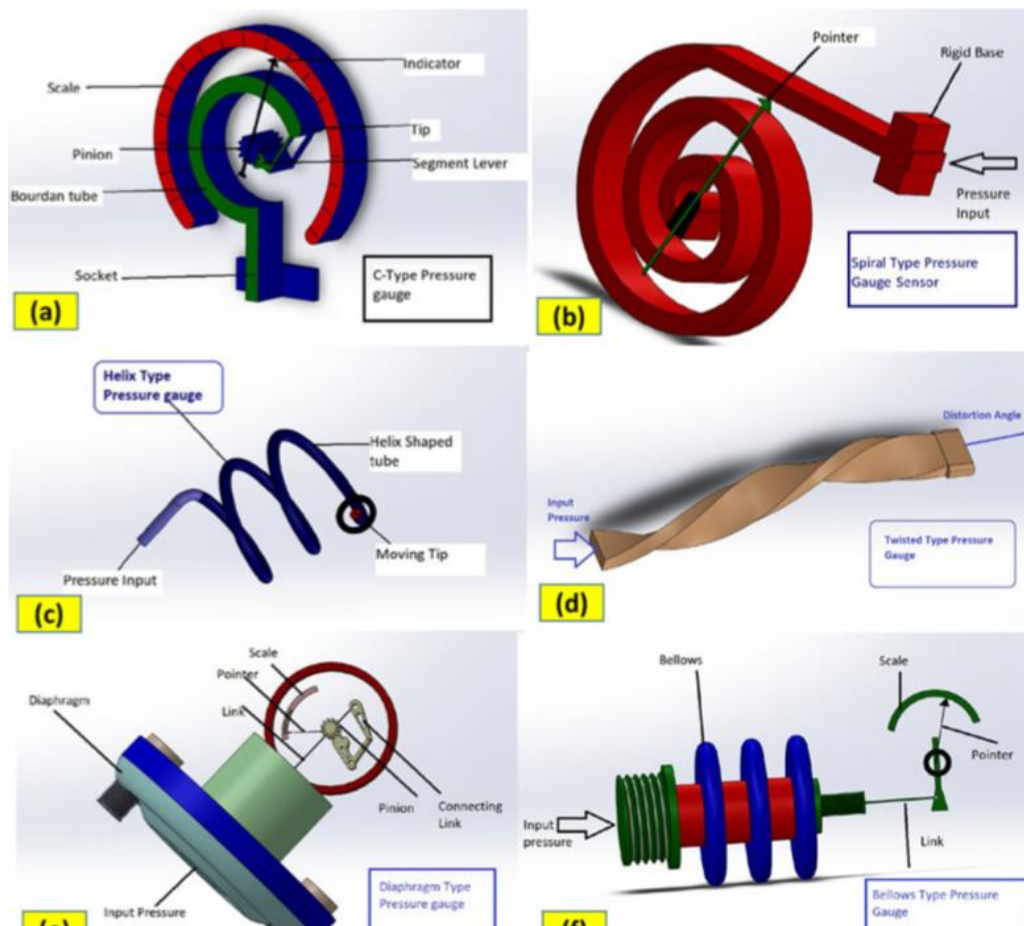 Scale
Indicator
Tip
Pinion
Segment Lever
Bourdan tube
Socket
C-Type Pressure
gauge
(a)
Pointer
Rigid Base
Pressure
Input
Spiral Type Pressure
Gauge Sensor
(b)
Helix Type
Pressure gauge
Helix Shaped
tube
Moving Tip
Pressure Input
(c)
Distortion Angle
Input
Pressure
Twisted Type Pressure
Gauge
(d)
Scale
Pointer
Diaphragm
Link
Pinion
Connecting
Link
Input Pressure
Diaphragm Type
Pressure gauge
(e)
Bellows
Scale
Pointer
Input
pressure
Link
Bellows Type Pressure
Gauge
(f)